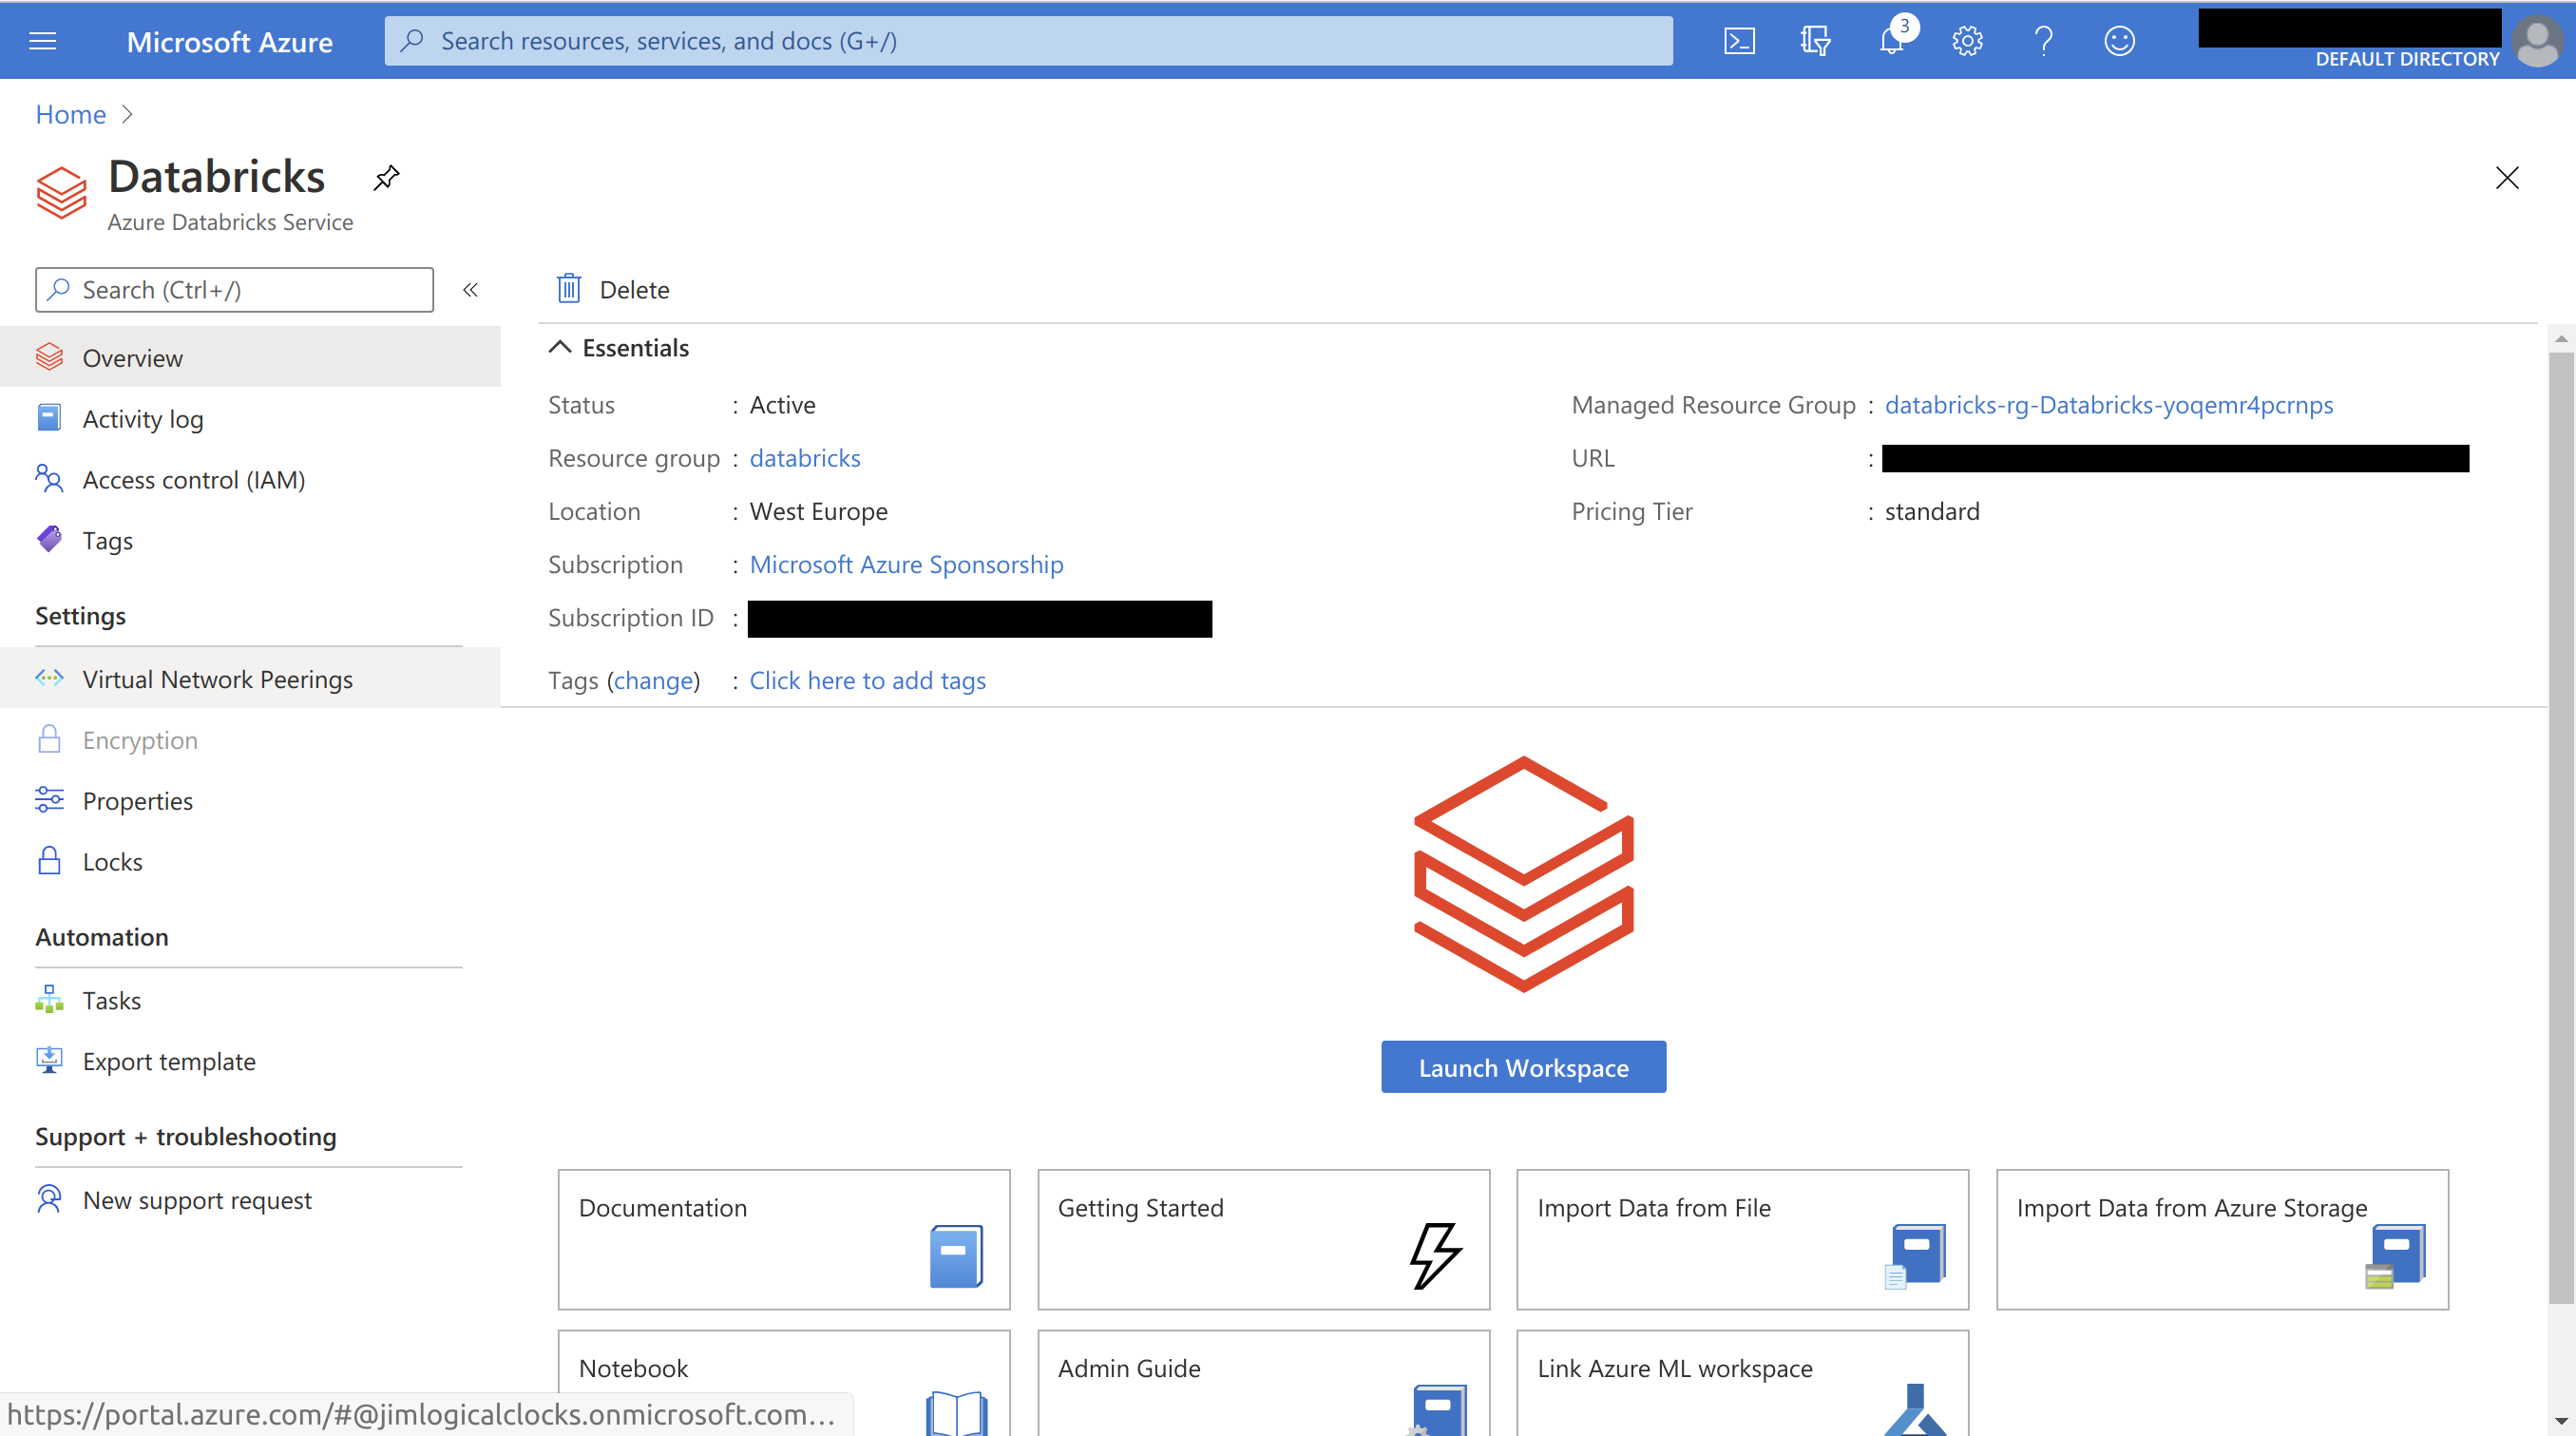 Microsoft Azure
Search resources, services, and docs (G+/)
3
DEFAULT DIRECTORY
Home
Databricks
Azure Databricks Service
Search (Ctrl+/)
«
Delete
Overview
Activity log
Access control (IAM)
Tags
Settings
Virtual Network Peerings
Encryption
Properties
Locks
Automation
Tasks
Export template
Support + troubleshooting
New support request
Essentials
Status : Active
Resource group : databricks
Location : West Europe
Subscription : Microsoft Azure Sponsorship
Subscription ID :
Tags (change) : Click here to add tags
Managed Resource Group : databricks-rg-Databricks-yoqemr4pcrnps
URL :
Pricing Tier : standard
Launch Workspace
Documentation
Getting Started
Import Data from File
Import Data from Azure Storage
Notebook
Admin Guide
Link Azure ML workspace
https://portal.azure.com/#@jimlogicalclocks.onmicrosoft.com...